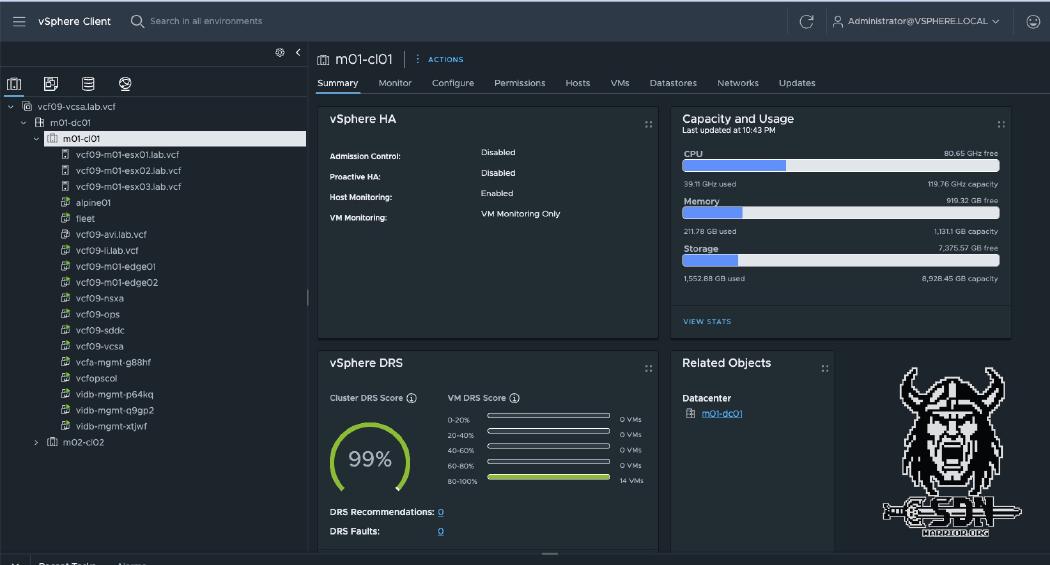 vSphere Client
Search in all environments
Administrator@VSPHERE.LOCAL
vcf09-vcsa.lab.vcf
m01-dc01
m01-cl01
vcf09-m01-esx01.lab.vcf
vcf09-m01-esx02.lab.vcf
vcf09-m01-esx03.lab.vcf
alpine01
fleet
vcf09-avi.lab.vcf
vcf09-li.lab.vcf
vcf09-m01-edge01
vcf09-m01-edge02
vcf09-nsxa
vcf09-ops
vcf09-sddc
vcf09-vcsa
vcfa-mgmt-g88hf
vcfopscol
vidb-mgmt-p64kq
vidb-mgmt-q9gp2
vidb-mgmt-xtjwf
m02-cl02
m01-cl01
ACTIONS
Summary Monitor Configure Permissions Hosts VMs Datastores Networks Updates
vSphere HA
Admission Control: Disabled
Proactive HA: Disabled
Host Monitoring: Enabled
VM Monitoring: VM Monitoring Only
Capacity and Usage
Last updated at 10:43 PM
CPU 80.65 GHz free
39.11 GHz used 119.76 GHz capacity
Memory 919.32 GB free
211.78 GB used 1,131.1 GB capacity
Storage 7,375.57 GB free
1,552.88 GB used 8,928.45 GB capacity
VIEW STATS
vSphere DRS
Cluster DRS Score
99%
VM DRS Score
0-20% 0 VMs
20-40% 0 VMs
40-60% 0 VMs
60-80% 0 VMs
80-100% 14 VMs
DRS Recommendations: 0
DRS Faults: 0
Related Objects
Datacenter
m01-dc01
SDN
WARRIOR.ORG
Recent Tasks